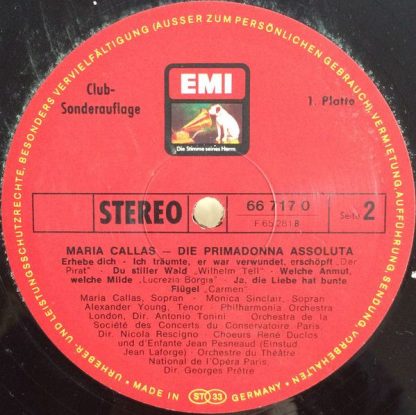 URHEBER- UND LEISTUNGSSCHUTZRECHTE, BESONDERS VERVIELFÄLTIGUNG (AUSSER ZUM PERSÖNLICHEN GEBRAUCH), VERMIETUNG, AUFFÜHRUNG, SENDUNG, VORBEHALTEN!
EMI
Club-
Sonderauflage
1. Platte
Die Stimme seines Herrn
STEREO
66 717 0
F 65 281 B
Seite 2
MARIA CALLAS – DIE PRIMADONNA ASSOLUTA
Erhebe dich - Ich träumte, er war verwundet, erschöpft „Der
Pirat" - Du stiller Wald „Wilhelm Tell" - Welche Anmut,
welche Milde „Lucrezia Borgia" - Ja, die Liebe hat bunte
Flügel „Carmen"
Maria Callas, Sopran - Monica Sinclair, Sopran
Alexander Young, Tenor - Philharmonia Orchestra
London, Dir. Antonio Tonini - Orchestra de la
Société des Concerts du Conservatoire Paris,
Dir. Nicola Rescigno - Choeurs René Duclos
und d'Enfante Jean Pesneaud (Einstud.
Jean Laforge) - Orchestre du Théâtre
National de l'Opéra Paris,
Dir. Georges Prêtre
MADE IN ST 33 GERMANY